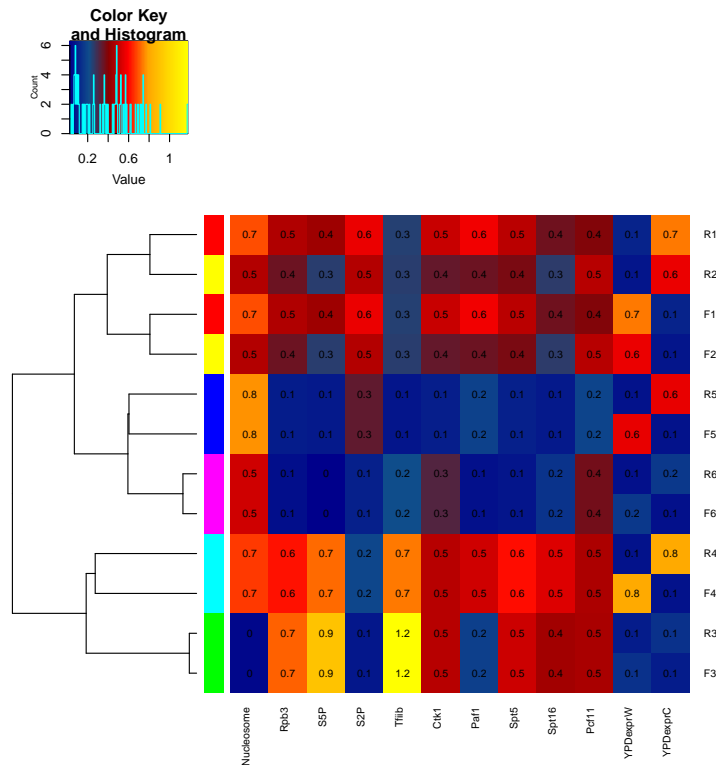 Color Key
and Histogram
Count
0 2 4 6
0.2 0.6 1
Value
0.7 0.5 0.4 0.6 0.3 0.5 0.6 0.5 0.4 0.4 0.1 0.7 R1
0.5 0.4 0.3 0.5 0.3 0.4 0.4 0.4 0.3 0.5 0.1 0.6 R2
0.7 0.5 0.4 0.6 0.3 0.5 0.6 0.5 0.4 0.4 0.7 0.1 F1
0.5 0.4 0.3 0.5 0.3 0.4 0.4 0.4 0.3 0.5 0.6 0.1 F2
0.8 0.1 0.1 0.3 0.1 0.1 0.2 0.1 0.1 0.2 0.1 0.6 R5
0.8 0.1 0.1 0.3 0.1 0.1 0.2 0.1 0.1 0.2 0.6 0.1 F5
0.5 0.1 0 0.1 0.2 0.3 0.1 0.1 0.2 0.4 0.1 0.2 R6
0.5 0.1 0 0.1 0.2 0.3 0.1 0.1 0.2 0.4 0.2 0.1 F6
0.7 0.6 0.7 0.2 0.7 0.5 0.5 0.6 0.5 0.5 0.1 0.8 R4
0.7 0.6 0.7 0.2 0.7 0.5 0.5 0.6 0.5 0.5 0.8 0.1 F4
0 0.7 0.9 0.1 1.2 0.5 0.2 0.5 0.4 0.5 0.1 0.1 R3
0 0.7 0.9 0.1 1.2 0.5 0.2 0.5 0.4 0.5 0.1 0.1 F3
Nucleosome Rpb3 S5P S2P Tfiib Ctk1 Paf1 Spt5 Spt16 Pcf11 YPDexprW YPDexprC